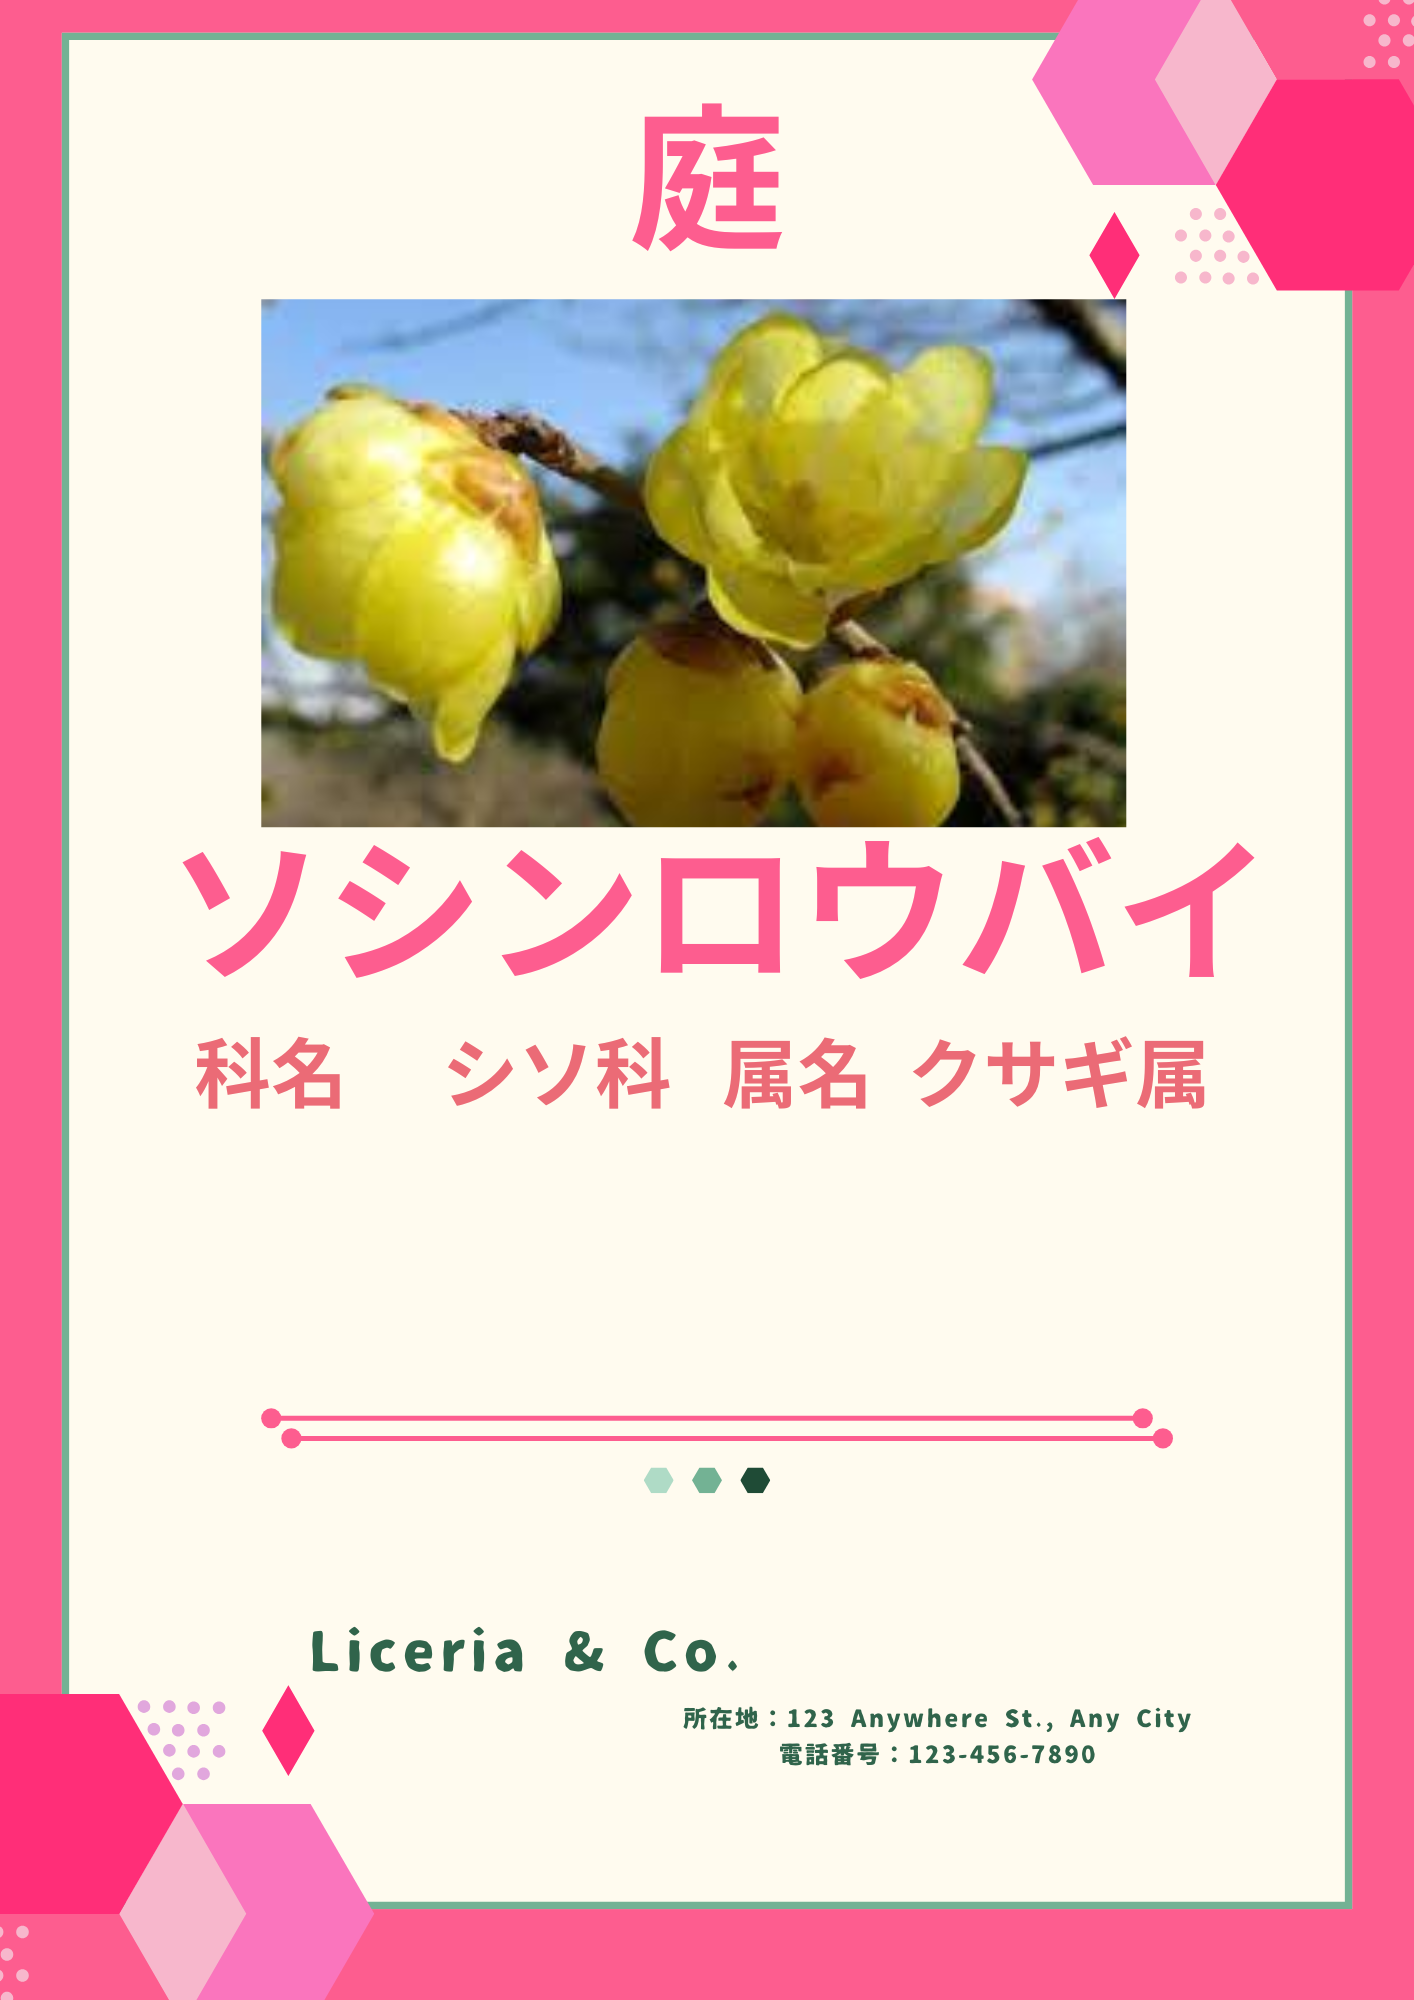 庭
ソシンロウバイ
科名 シソ科 属名 クサギ属
Liceria & Co.
所在地：123 Anywhere St., Any City
電話番号：123-456-7890